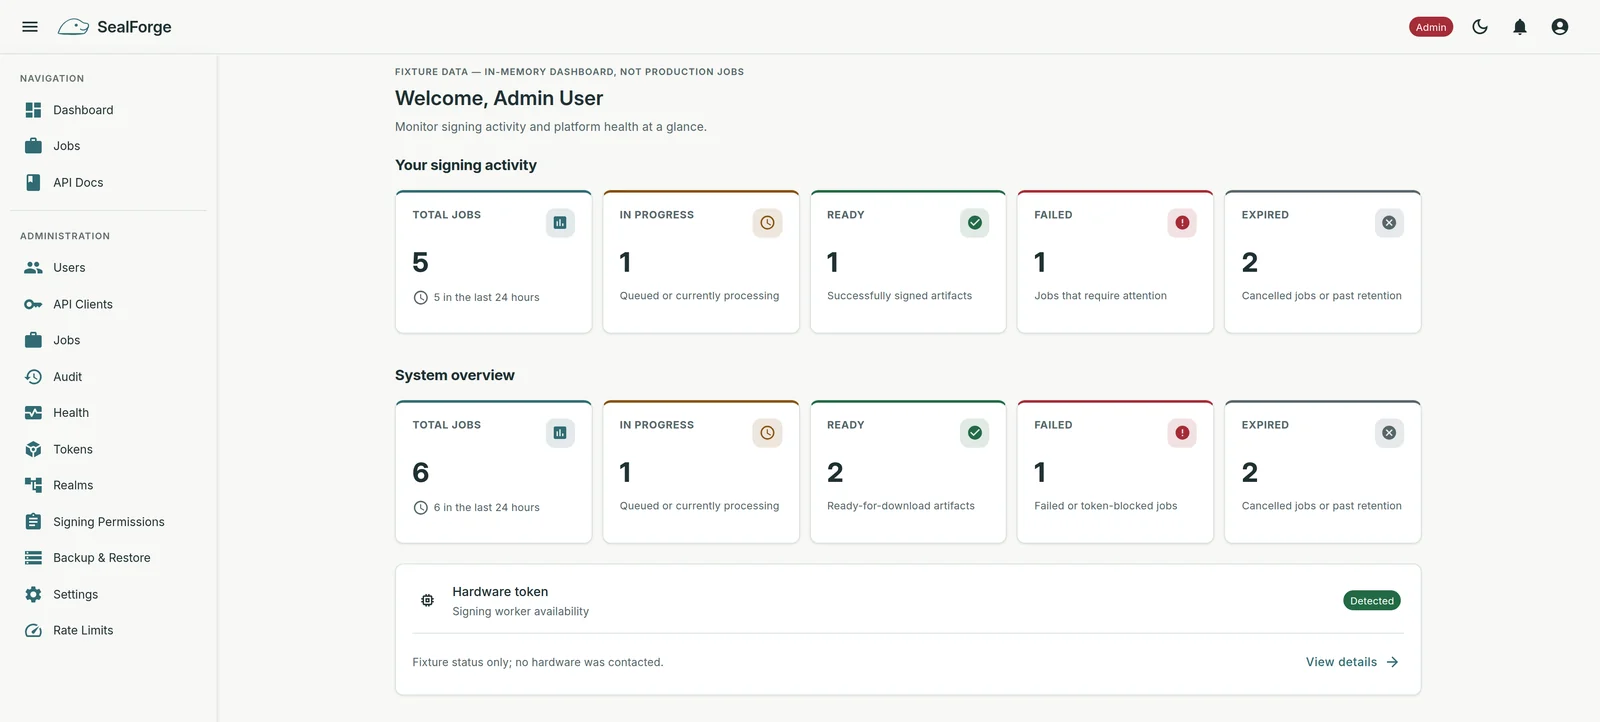 SealForge
Admin
NAVIGATION
Dashboard
Jobs
API Docs
ADMINISTRATION
Users
API Clients
Jobs
Audit
Health
Tokens
Realms
Signing Permissions
Backup & Restore
Settings
Rate Limits
FIXTURE DATA — IN-MEMORY DASHBOARD, NOT PRODUCTION JOBS
Welcome, Admin User
Monitor signing activity and platform health at a glance.
Your signing activity
TOTAL JOBS
5
5 in the last 24 hours
IN PROGRESS
1
Queued or currently processing
READY
1
Successfully signed artifacts
FAILED
1
Jobs that require attention
EXPIRED
2
Cancelled jobs or past retention
System overview
TOTAL JOBS
6
6 in the last 24 hours
IN PROGRESS
1
Queued or currently processing
READY
2
Ready-for-download artifacts
FAILED
1
Failed or token-blocked jobs
EXPIRED
2
Cancelled jobs or past retention
Hardware token
Signing worker availability
Detected
Fixture status only; no hardware was contacted.
View details